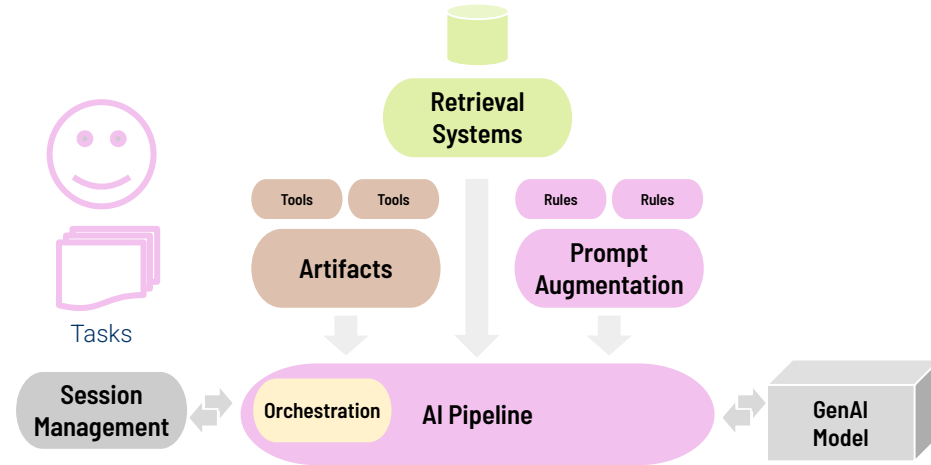 Retrieval
Systems
Tools
Tools
Rules
Rules
Artifacts
Prompt
Augmentation
Tasks
Session
Management
Orchestration
AI Pipeline
GenAI
Model